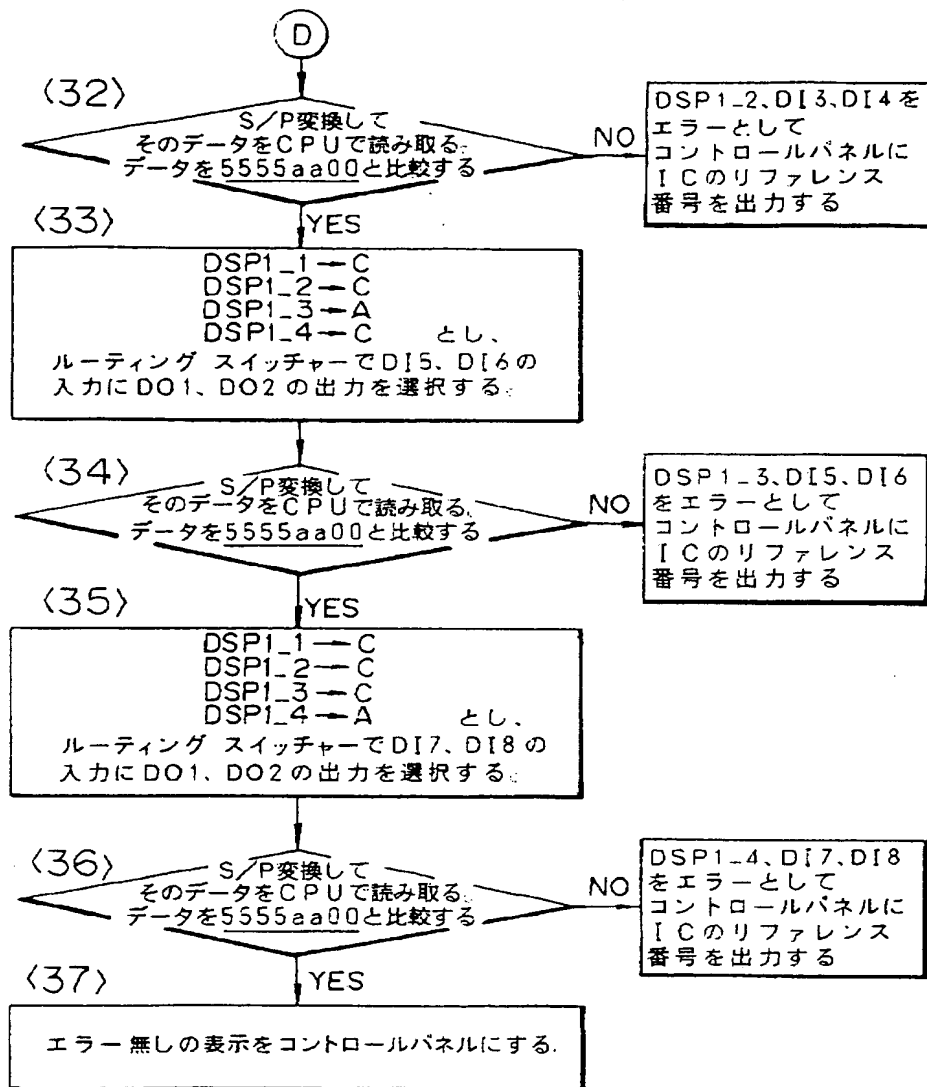 D
〈32〉
S/P変換して
そのデータをCPUで読み取る。
データを5555aa00と比較する
NO
DSP1_2、DI3、DI4を
エラーとして
コントロールパネルに
ICのリファレンス
番号を出力する
YES
〈33〉
DSP1_1→C
DSP1_2→C
DSP1_3→A
DSP1_4→C とし、
ルーティング スイッチャーでDI5、DI6の
入力にDO1、DO2の出力を選択する。
〈34〉
S/P変換して
そのデータをCPUで読み取る。
データを5555aa00と比較する
NO
DSP1_3、DI5、DI6
をエラーとして
コントロールパネルに
ICのリファレンス
番号を出力する
YES
〈35〉
DSP1_1→C
DSP1_2→C
DSP1_3→C
DSP1_4→A とし、
ルーティング スイッチャーでDI7、DI8の
入力にDO1、DO2の出力を選択する。
〈36〉
S/P変換して
そのデータをCPUで読み取る。
データを5555aa00と比較する
NO
DSP1_4、DI7、DI8
をエラーとして
コントロールパネルに
ICのリファレンス
番号を出力する
YES
〈37〉
エラー無しの表示をコントロールパネルにする。